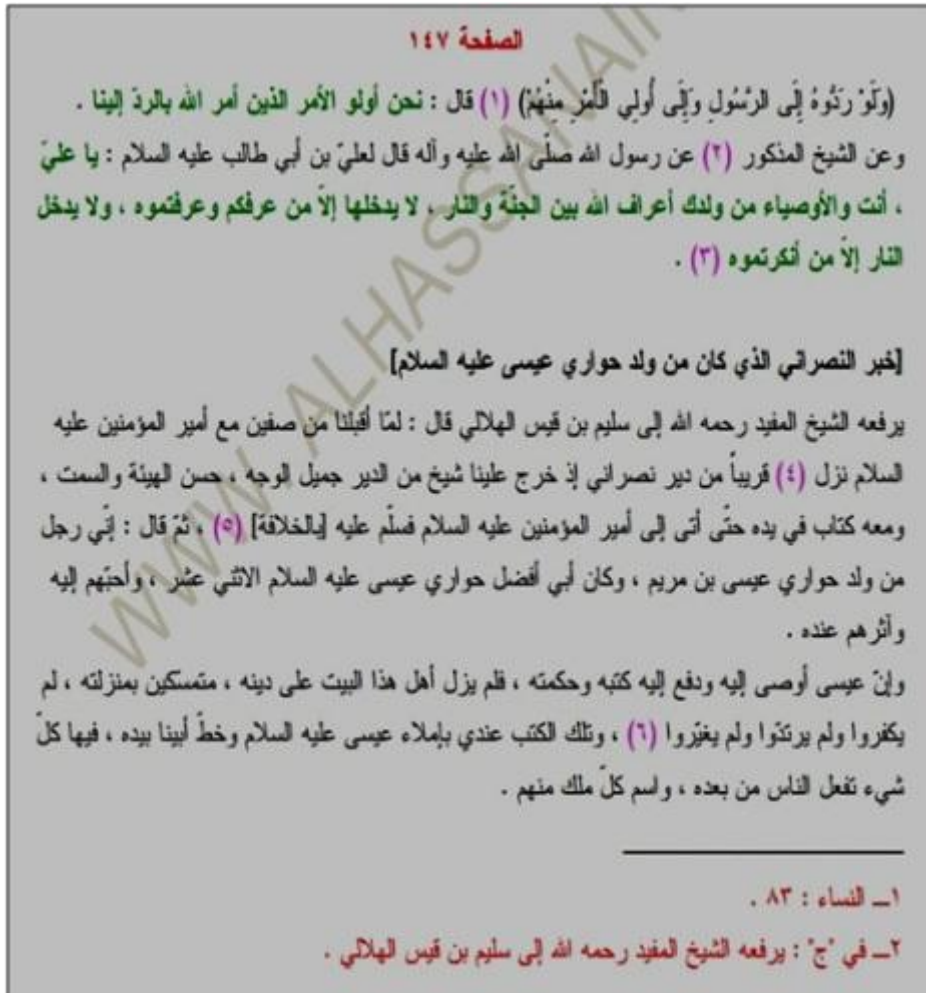 الصفحة ١٤٧
(وَلَوْ رَدُّوهُ إِلَى الرَّسُولِ وَإِلَى أُولِي الْأَمْرِ مِنْهُمْ) (١) قال : نحن أولو الأمر الذين أمر الله بالردّ إلينا .
وعن الشيخ المذكور (٢) عن رسول الله صلّى الله عليه وآله قال لعليّ بن أبي طالب عليه السلام : يا عليّ
، أنت والأوصياء من ولدك أعراف الله بين الجنّة والنار ، لا يدخلها إلاّ من عرفكم وعرفتموه ، ولا يدخل
النار إلاّ من أنكرتموه (٣) .
[خبر النصراني الذي كان من ولد حواري عيسى عليه السلام]
يرفعه الشيخ المفيد رحمه الله إلى سليم بن قيس الهلالي قال : لمّا أقبلنا من صفين مع أمير المؤمنين عليه
السلام نزل (٤) قريباً من دير نصراني إذ خرج علينا شيخ من الدير جميل الوجه ، حسن الهيئة والسمت ،
ومعه كتاب في يده حتّى أتى إلى أمير المؤمنين عليه السلام فسلّم عليه [بالخلافة] (٥) ، ثمّ قال : إنّي رجل
من ولد حواري عيسى بن مريم ، وكان أبي أفضل حواري عيسى عليه السلام الاثني عشر ، وأحبّهم إليه
وآثرهم عنده .
وإنّ عيسى أوصى إليه ودفع إليه كتبه وحكمته ، فلم يزل أهل هذا البيت على دينه ، متمسكين بمنزلته ، لم
يكفروا ولم يرتدّوا ولم يغيّروا (٦) ، وتلك الكتب عندي بإملاء عيسى عليه السلام وخطّ أبينا بيده ، فيها كلّ
شيء تفعل الناس من بعده ، واسم كلّ ملك منهم .
١ـ النساء : ٨٣ .
٢ـ في "ج" : يرفعه الشيخ المفيد رحمه الله إلى سليم بن قيس الهلالي .
WWW.ALHASSANAIN